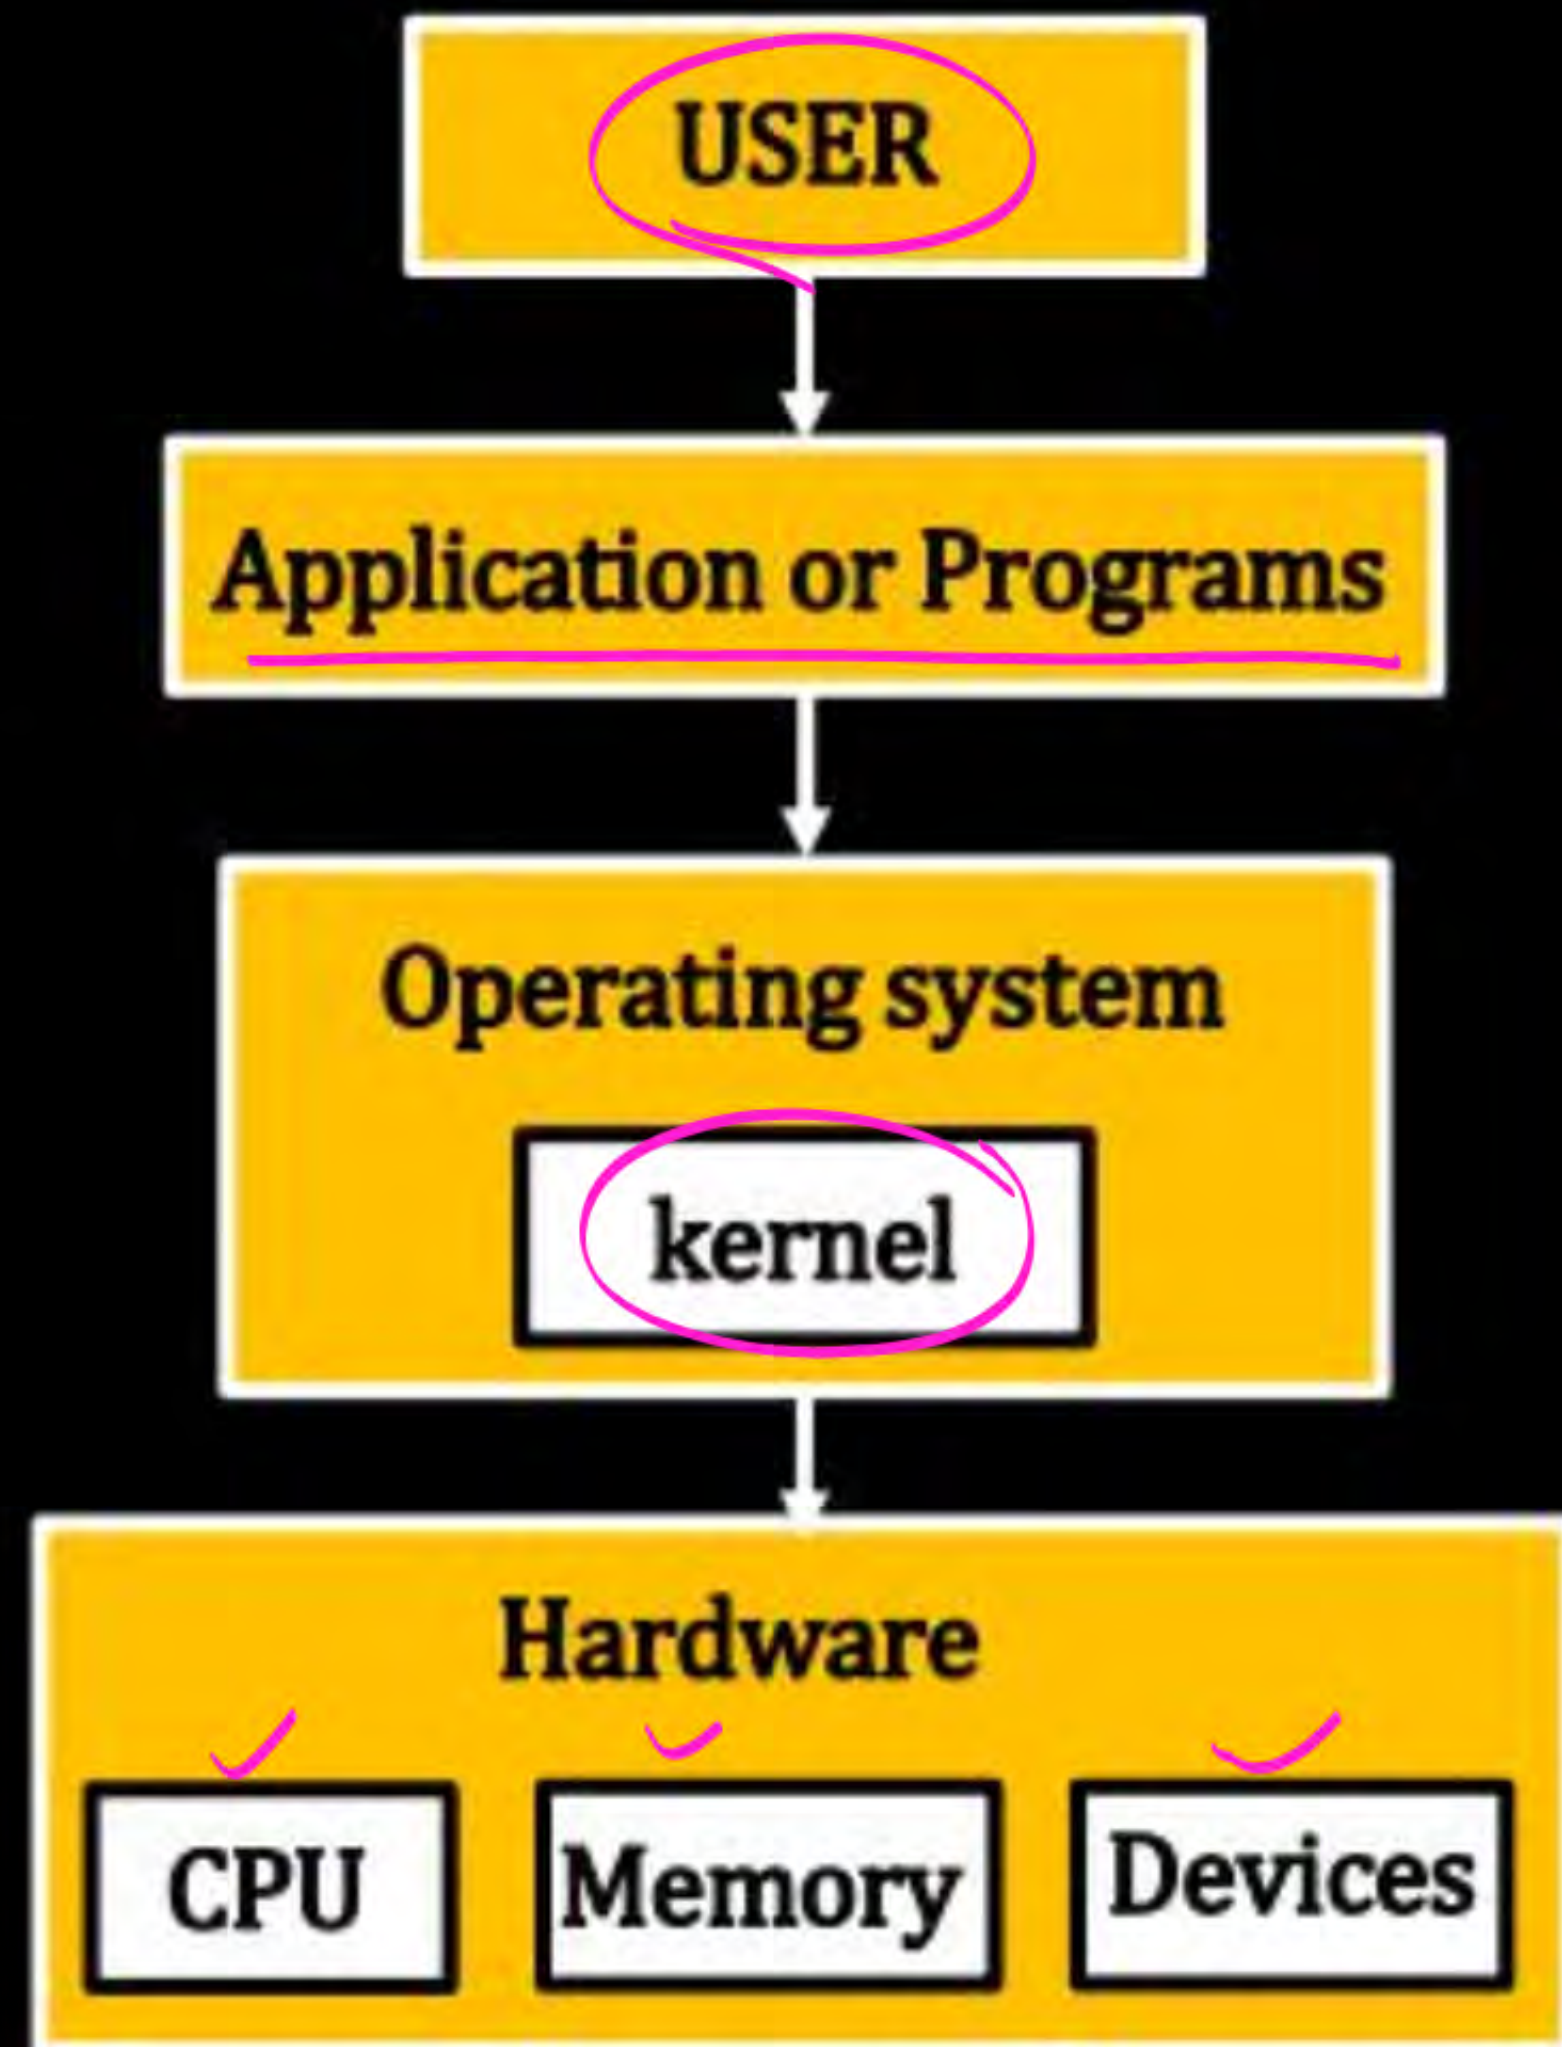 USER
Application or Programs
Operating system
kernel
Hardware
CPU
Memory
Devices